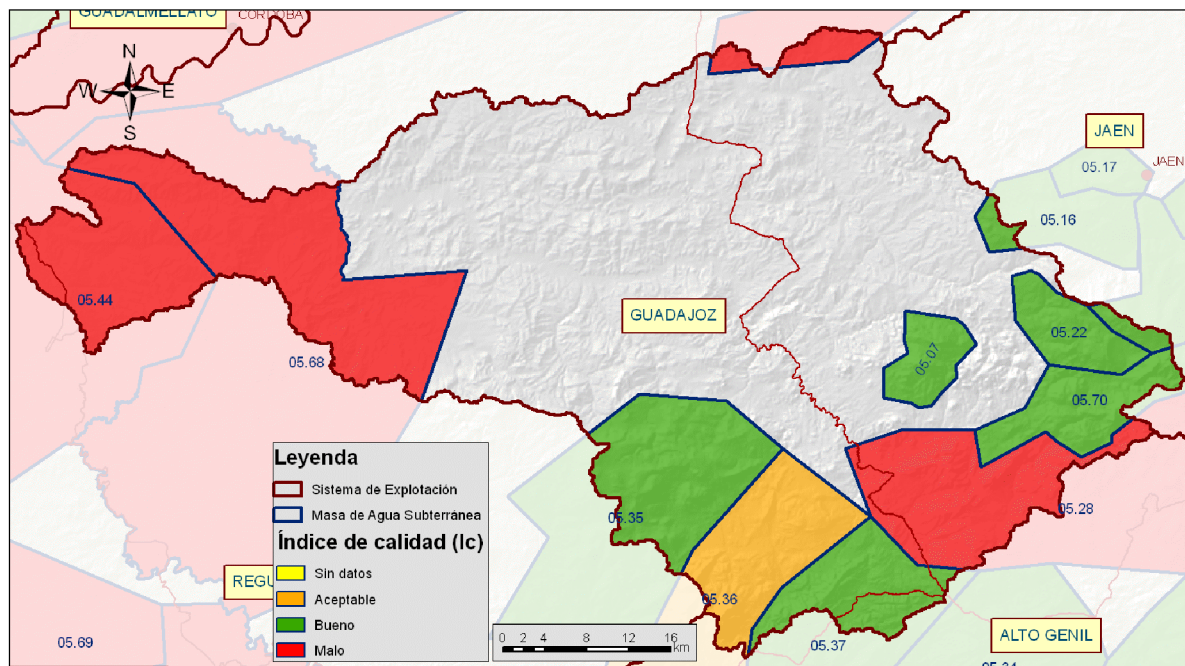 GUADALMELLATO
CORDOBA
N
W E
S
JAEN
JAEN
05.17
05.16
05.44
05.68
GUADAJOZ
05.22
05.07
05.70
05.35
05.28
05.36
05.37
05.69
ALTO GENIL
Leyenda
Sistema de Explotación
Masa de Agua Subterránea
Índice de calidad (Ic)
Sin datos
Aceptable
Bueno
Malo
0 2 4 8 12 16
km